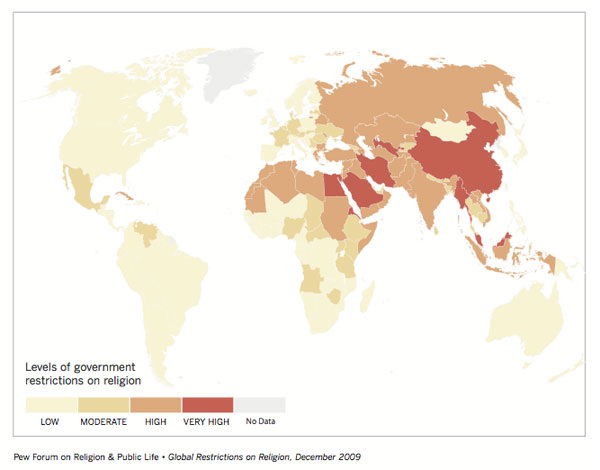 Levels of government
restrictions on religion
LOW MODERATE HIGH VERY HIGH No Data
Pew Forum on Religion & Public Life • Global Restrictions on Religion, December 2009